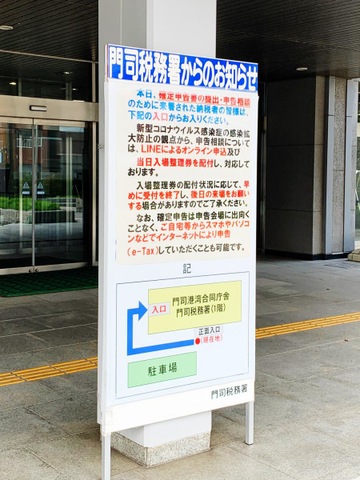 門司税務署からのお知らせ
本日、確定申告書の提出・申告相談
のために来署された納税者の皆様は、
下記の入口からお入りください。
新型コロナウイルス感染症の感染拡
大防止の観点から、申告相談について
は、LINEによるオンライン申込及び
当日入場整理券を配付し、対応して
おります。
入場整理券の配付状況に応じて、早
めに受付を終了し、後日の来場をお願い
する場合がありますのでご了承ください。
なお、確定申告は申告会場に出向く
ことなく、ご自宅等からスマホやパソコ
ンなどでインターネットにより申告
(e-Tax)していただくことも可能です。
記
門司港湾合同庁舎
門司税務署(1階)
入口
正面入口
(現在地)
駐車場
門司税務署